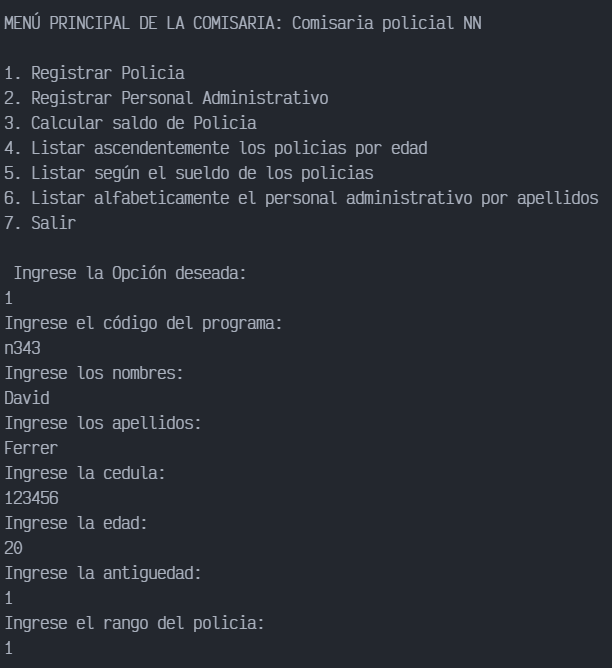 MENÚ PRINCIPAL DE LA COMISARIA: Comisaria policial NN
1. Registrar Policia
2. Registrar Personal Administrativo
3. Calcular saldo de Policia
4. Listar ascendentemente los policias por edad
5. Listar según el sueldo de los policias
6. Listar alfabeticamente el personal administrativo por apellidos
7. Salir
Ingrese la Opción deseada:
1
Ingrese el código del programa:
n343
Ingrese los nombres:
David
Ingrese los apellidos:
Ferrer
Ingrese la cedula:
123456
Ingrese la edad:
20
Ingrese la antiguedad:
1
Ingrese el rango del policia:
1